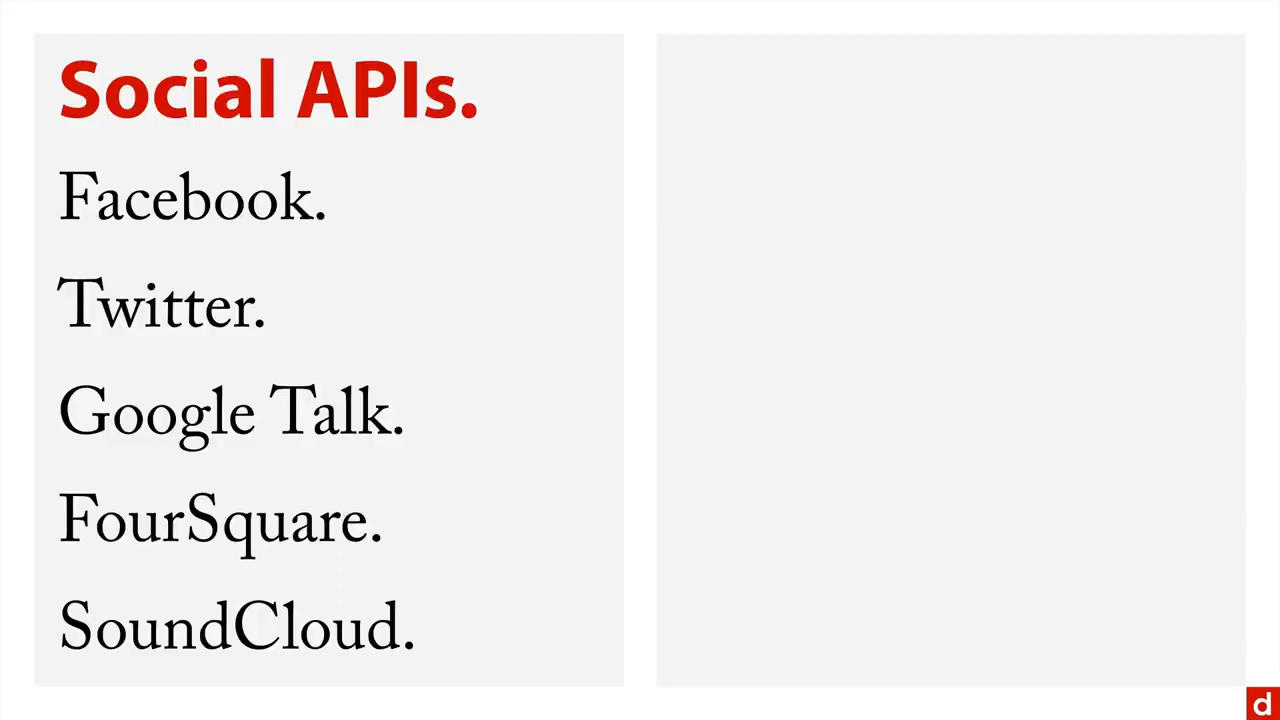 Social APIs.
Facebook.
Twitter.
Google Talk.
FourSquare.
SoundCloud.
d